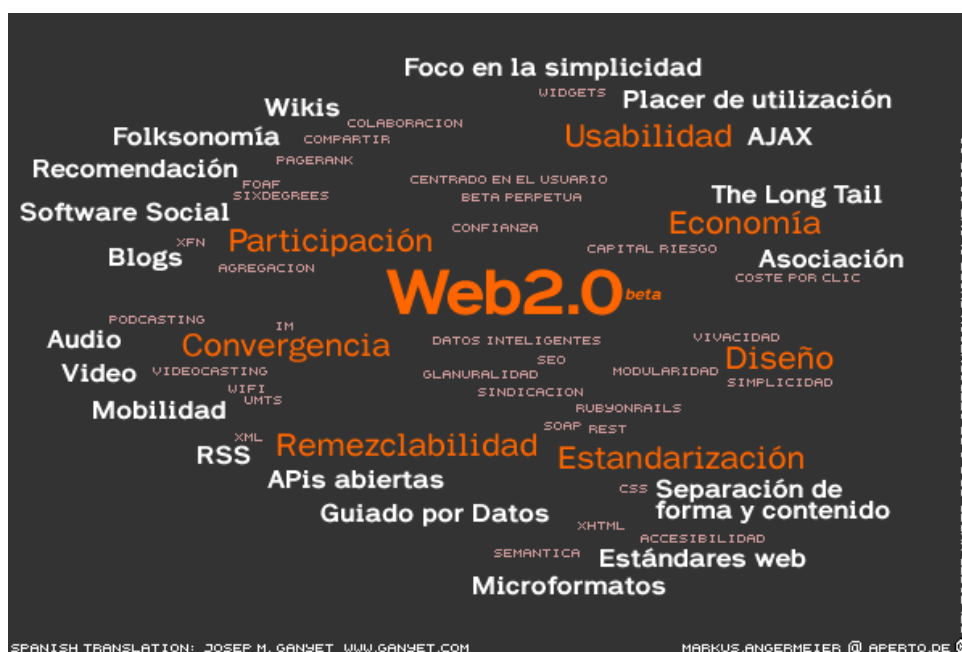 Foco en la simplicidad
WIDGETS
Placer de utilización
Wikis
COLABORACION
Usabilidad
AJAX
Folksonomía
COMPARTIR
PAGERANK
Recomendación
CENTRADO EN EL USUARIO
FOAF
SIXDEGREES
BETA PERPETUA
The Long Tail
Software Social
CONFIANZA
Economía
XFN
Participación
CAPITAL RIESGO
Blogs
AGREGACION
Asociación
COSTE POR CLIC
Web2.0 beta
PODCASTING
IM
Audio
Convergencia
DATOS INTELIGENTES
VIVACIDAD
SEO
Diseño
Video
VIDEOCASTING
GLANURALIDAD
MODULARIDAD
SIMPLICIDAD
WIFI
UMTS
SINDICACION
Mobilidad
RUBYONRAILS
SOAP
REST
XML
RSS
Remezclabilidad
Estandarización
APis abiertas
CSS
Separación de
forma y contenido
Guiado por Datos
XHTML
ACCESIBILIDAD
SEMANTICA
Estándares web
Microformatos
SPANISH TRANSLATION: JOSEP M. GANYET WWW.GANYET.COM
MARKUS.ANGERMEIER @ APERTO.DE